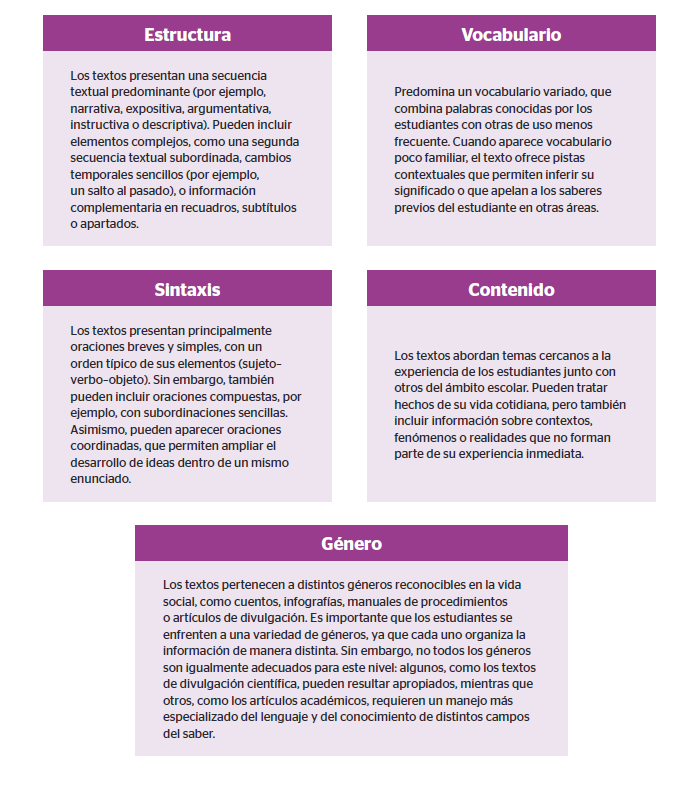 Estructura
Los textos presentan una secuencia
textual predominante (por ejemplo,
narrativa, expositiva, argumentativa,
instructiva o descriptiva). Pueden incluir
elementos complejos, como una segunda
secuencia textual subordinada, cambios
temporales sencillos (por ejemplo,
un salto al pasado), o información
complementaria en recuadros, subtítulos
o apartados.
Vocabulario
Predomina un vocabulario variado, que
combina palabras conocidas por los
estudiantes con otras de uso menos
frecuente. Cuando aparece vocabulario
poco familiar, el texto ofrece pistas
contextuales que permiten inferir su
significado o que apelan a los saberes
previos del estudiante en otras áreas.
Sintaxis
Los textos presentan principalmente
oraciones breves y simples, con un
orden típico de sus elementos (sujeto–
verbo–objeto). Sin embargo, también
pueden incluir oraciones compuestas, por
ejemplo, con subordinaciones sencillas.
Asimismo, pueden aparecer oraciones
coordinadas, que permiten ampliar el
desarrollo de ideas dentro de un mismo
enunciado.
Contenido
Los textos abordan temas cercanos a la
experiencia de los estudiantes junto con
otros del ámbito escolar. Pueden tratar
hechos de su vida cotidiana, pero también
incluir información sobre contextos,
fenómenos o realidades que no forman
parte de su experiencia inmediata.
Género
Los textos pertenecen a distintos géneros reconocibles en la vida
social, como cuentos, infografías, manuales de procedimientos
o artículos de divulgación. Es importante que los estudiantes se
enfrenten a una variedad de géneros, ya que cada uno organiza la
información de manera distinta. Sin embargo, no todos los géneros
son igualmente adecuados para este nivel: algunos, como los textos
de divulgación científica, pueden resultar apropiados, mientras que
otros, como los artículos académicos, requieren un manejo más
especializado del lenguaje y del conocimiento de distintos campos
del saber.